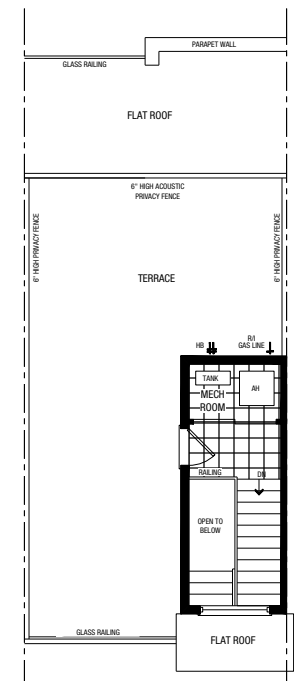 PARAPET WALL
GLASS RAILING
FLAT ROOF
6" HIGH ACOUSTIC
PRIVACY FENCE
6" HIGH PRIVACY FENCE
6" HIGH PRIVACY FENCE
TERRACE
HB
R/I
GAS LINE
TANK
AH
MECH
ROOM
RAILING
DN
OPEN TO
BELOW
GLASS RAILING
FLAT ROOF